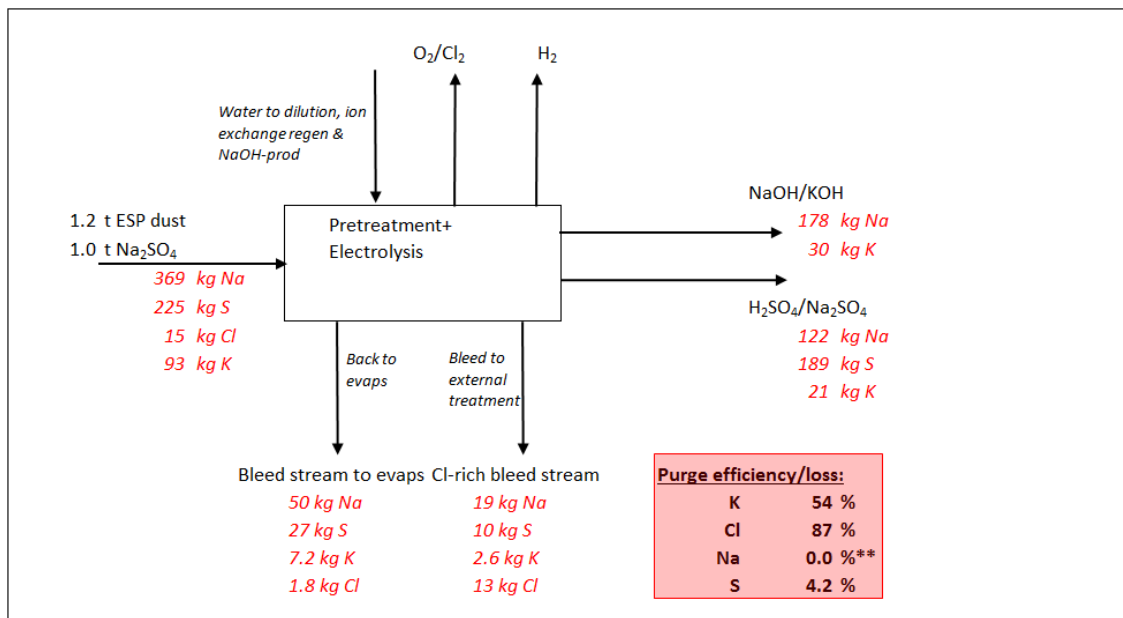 O₂/Cl₂
H₂
Water to dilution, ion
exchange regen &
NaOH-prod
1.2 t ESP dust
1.0 t Na₂SO₄
369 kg Na
225 kg S
15 kg Cl
93 kg K
Pretreatment+
Electrolysis
NaOH/KOH
178 kg Na
30 kg K
H₂SO₄/Na₂SO₄
122 kg Na
189 kg S
21 kg K
Back to
evaps
Bleed to
external
treatment
Bleed stream to evaps
50 kg Na
27 kg S
7.2 kg K
1.8 kg Cl
Cl-rich bleed stream
19 kg Na
10 kg S
2.6 kg K
13 kg Cl
Purge efficiency/loss:
K 54 %
Cl 87 %
Na 0.0 %**
S 4.2 %